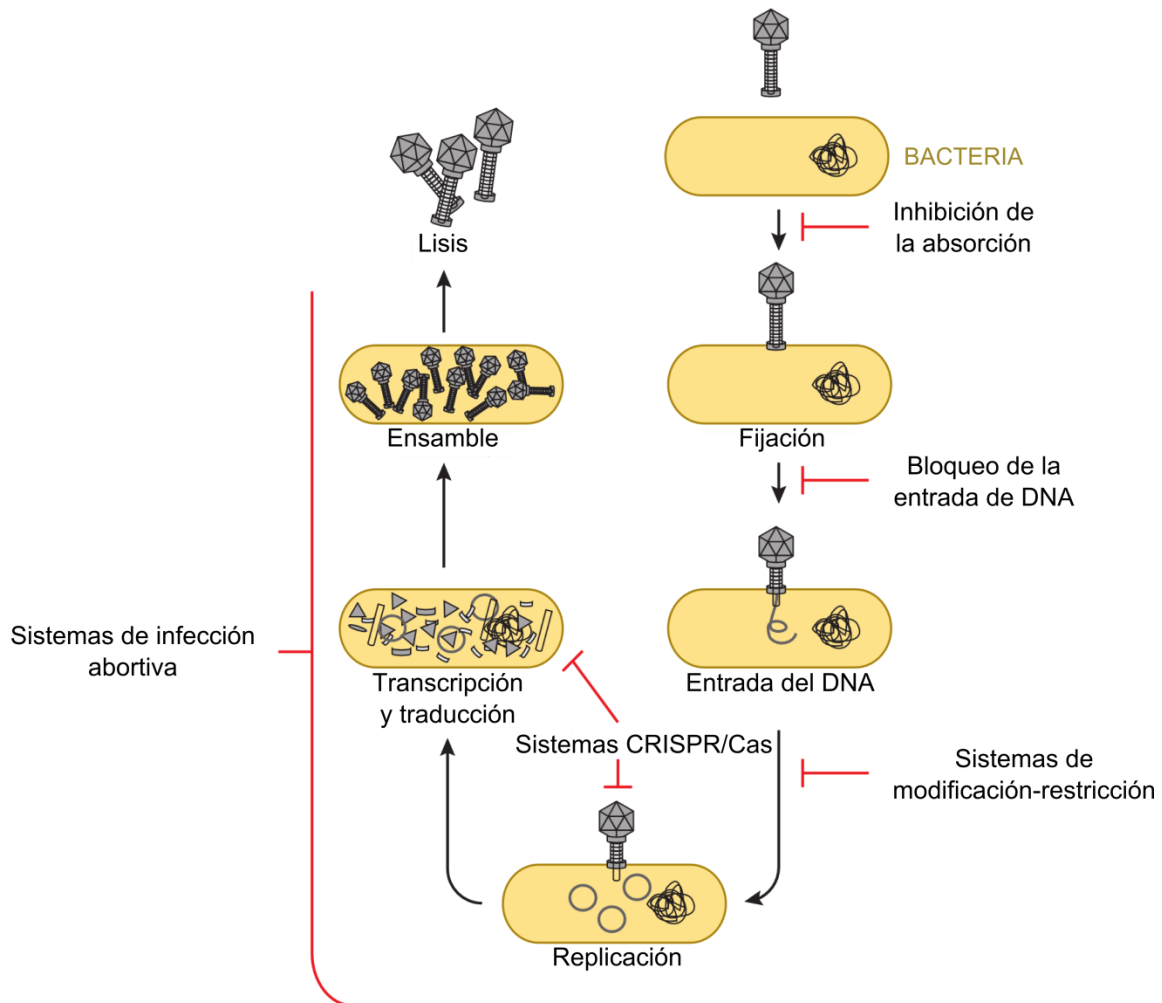 BACTERIA
Inhibición de
la absorción
Lisis
Ensamble
Fijación
Bloqueo de la
entrada de DNA
Sistemas de infección
abortiva
Transcripción
y traducción
Entrada del DNA
Sistemas CRISPR/Cas
Sistemas de
modificación-restricción
Replicación